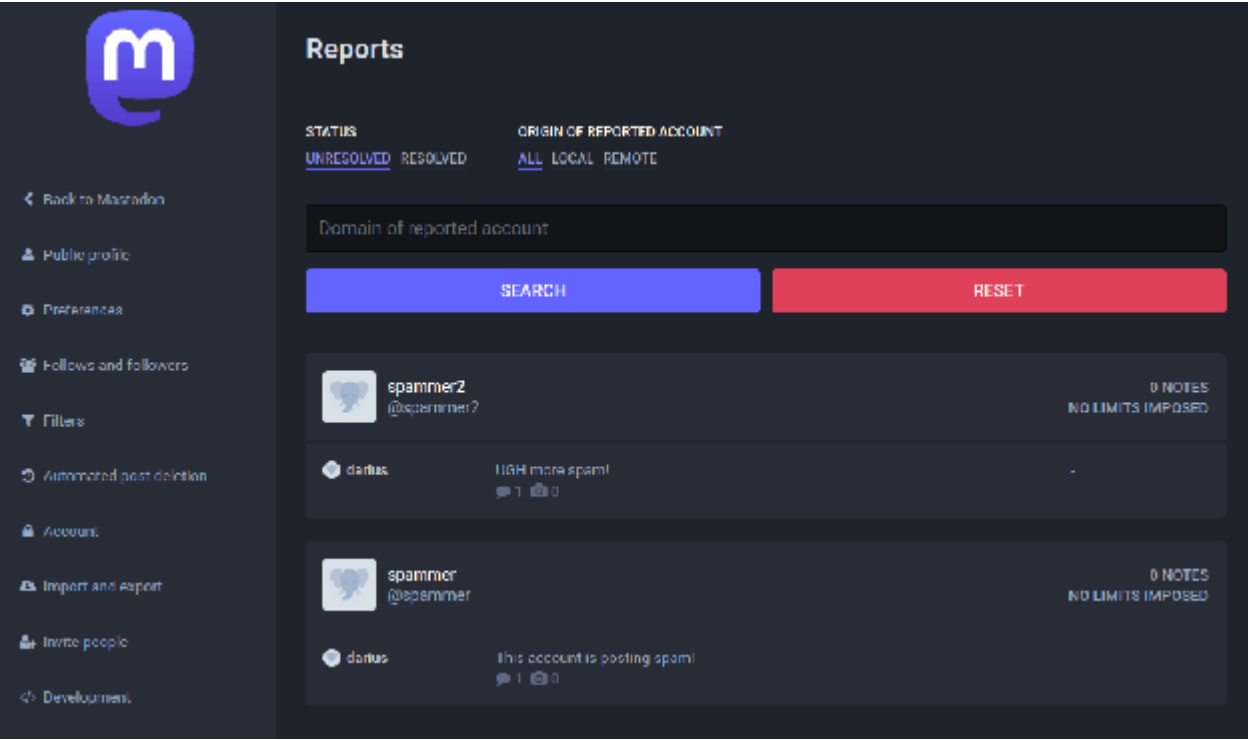 Reports
STATUS
UNRESOLVED RESOLVED
ORIGIN OF REPORTED ACCOUNT
ALL LOCAL REMOTE
Back to Mastodon
Public profile
Preferences
Follows and followers
Filters
Automated post deletion
Account
Import and export
Invite people
Development
Domain of reported account
SEARCH
RESET
spammer2
@spammer2
0 NOTES
NO LIMITS IMPOSED
darius
UGH more spam!
1 0
-
spammer
@spammer
0 NOTES
NO LIMITS IMPOSED
darius
This account is posting spam!
1 0